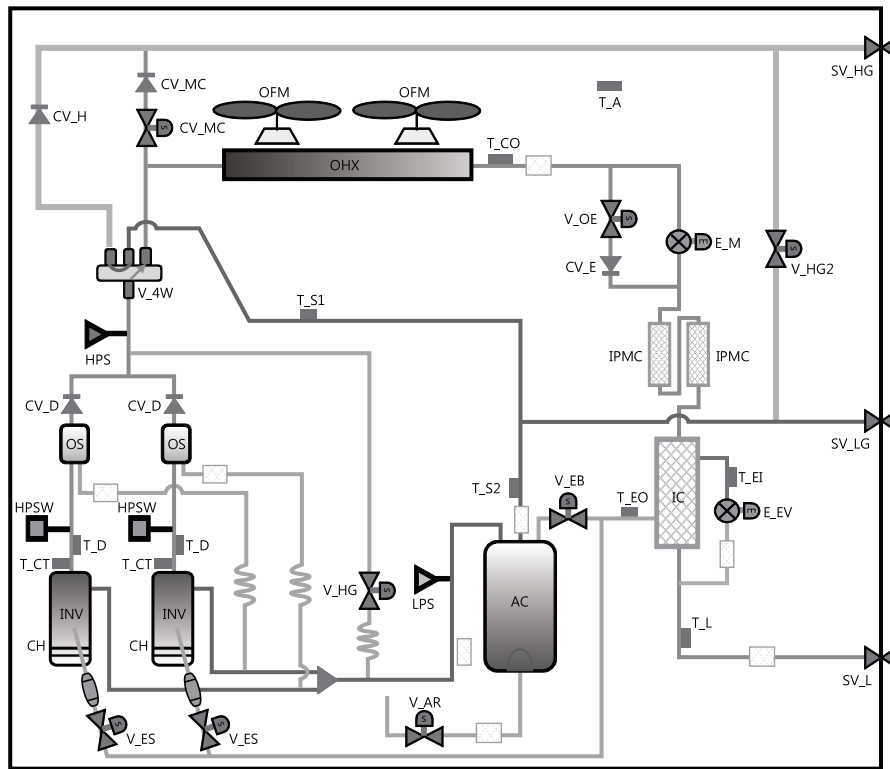 SV_HG
CV_MC
OFM
OFM
T_A
CV_H
CV_MC
T_CO
OHX
V_OE
E_M
CV_E
V_HG2
V_4W
T_S1
HPS
IPMC
IPMC
CV_D
CV_D
OS
OS
SV_LG
T_S2
V_EB
T_EO
IC
T_EI
E_EV
HPSW
HPSW
T_D
T_D
T_CT
T_CT
V_HG
LPS
AC
INV
INV
T_L
CH
CH
SV_L
V_AR
V_ES
V_ES
S
S
S
S
S
S
S
S
S
E
E